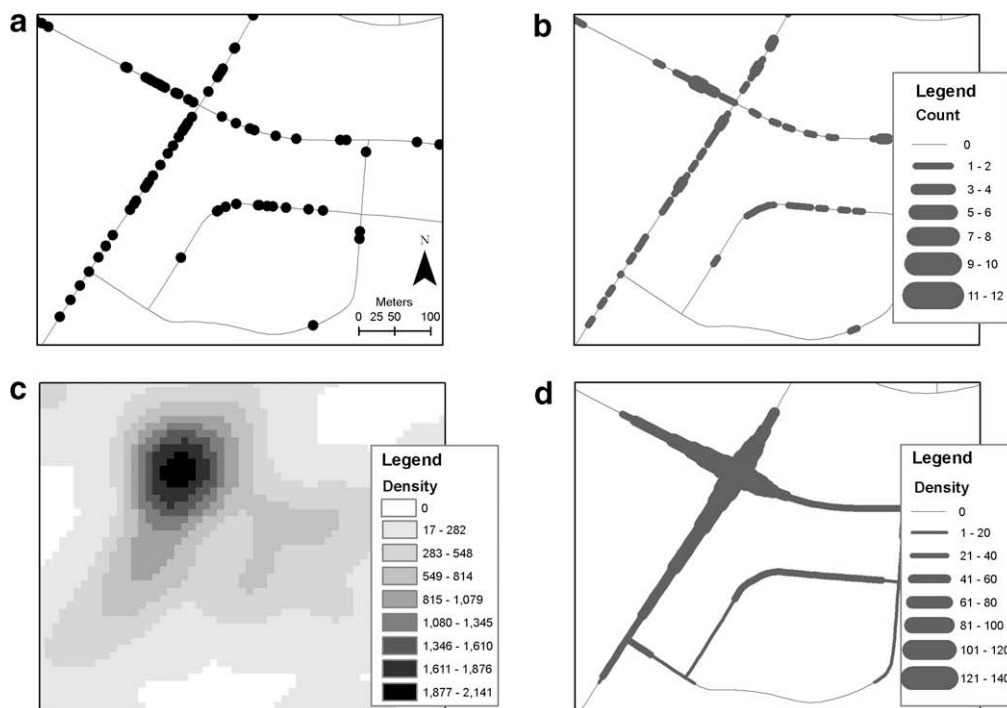 a
N
Meters
0 25 50 100
b
Legend
Count
0
1 - 2
3 - 4
5 - 6
7 - 8
9 - 10
11 - 12
c
Legend
Density
0
17 - 282
283 - 548
549 - 814
815 - 1,079
1,080 - 1,345
1,346 - 1,610
1,611 - 1,876
1,877 - 2,141
d
Legend
Density
0
1 - 20
21 - 40
41 - 60
61 - 80
81 - 100
101 - 120
121 - 140